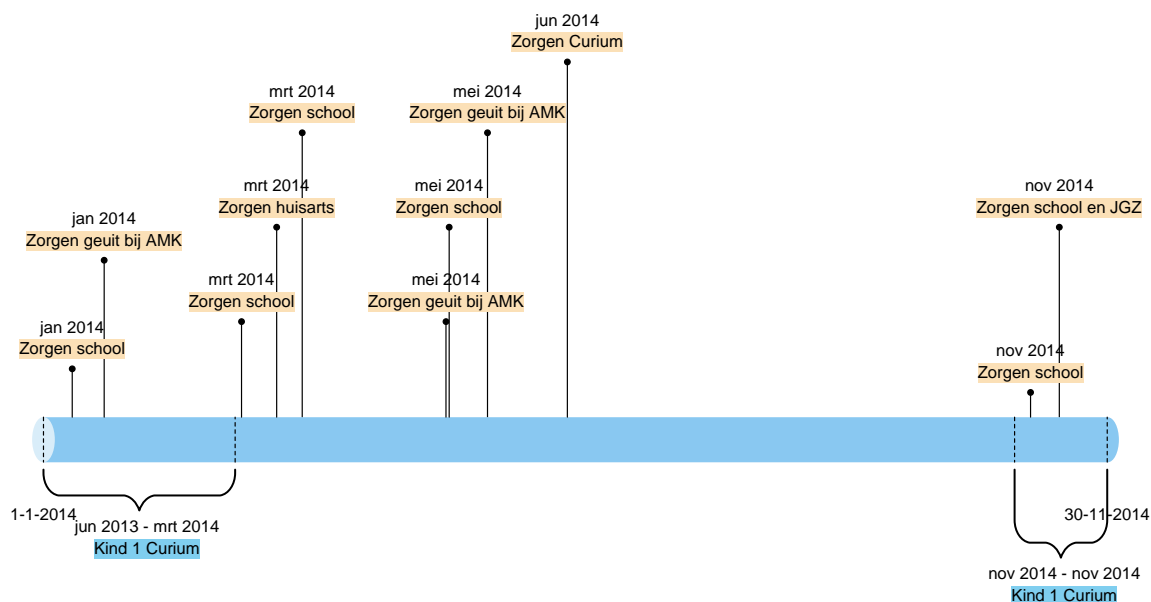 jun 2014
Zorgen Curium
mrt 2014
Zorgen school
mei 2014
Zorgen geuit bij AMK
mrt 2014
Zorgen huisarts
mei 2014
Zorgen school
nov 2014
Zorgen school en JGZ
jan 2014
Zorgen geuit bij AMK
mrt 2014
Zorgen school
mei 2014
Zorgen geuit bij AMK
jan 2014
Zorgen school
nov 2014
Zorgen school
1-1-2014
30-11-2014
jun 2013 - mrt 2014
Kind 1 Curium
nov 2014 - nov 2014
Kind 1 Curium